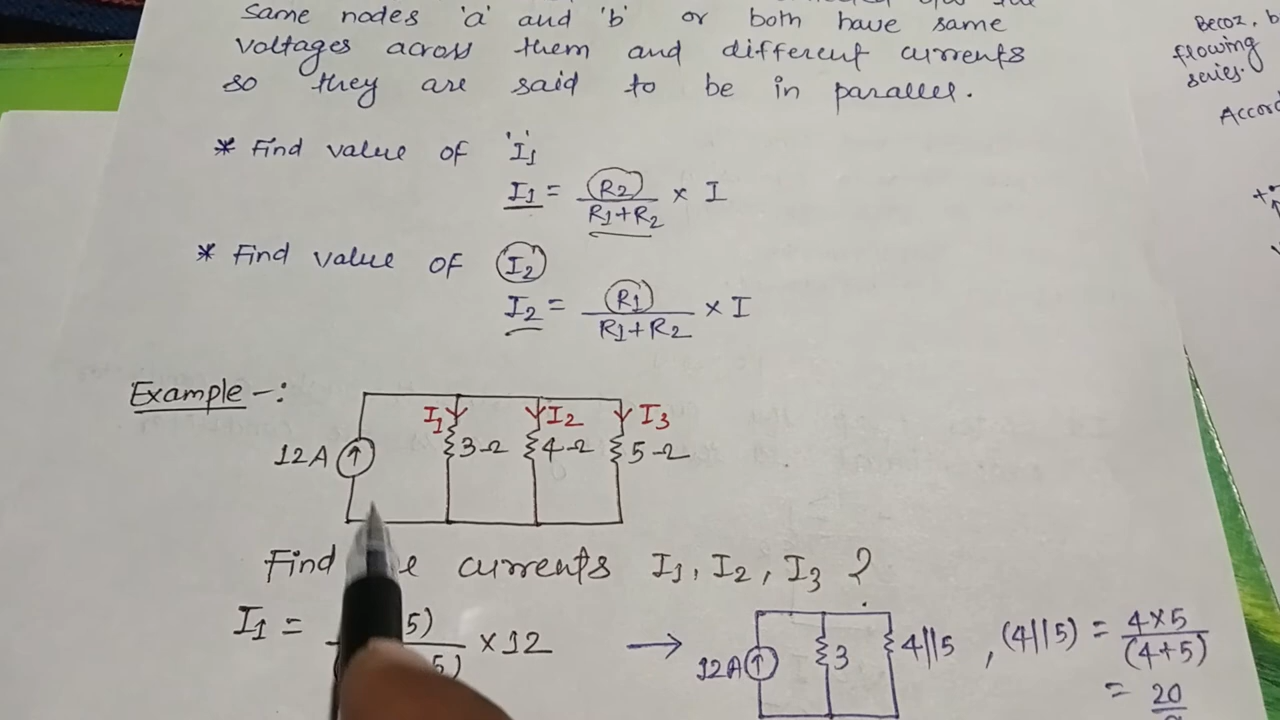 same nodes 'a' and 'b' or both have same
voltages across them and different currents
so they are said to be in parallel.
* Find value of 'I1'
I1 = R2 / R1+R2 × I
* Find value of I2
I2 = R1 / R1+R2 × I
Example -:
12A I1 3Ω I2 4Ω I3 5Ω
Find currents I1, I2, I3 ?
I1 = 5) / 5) × 12 → 12A 3 4||5 , (4||5) = 4×5 / (4+5)
= 20
Becoz, b
flowing
series.
Accord